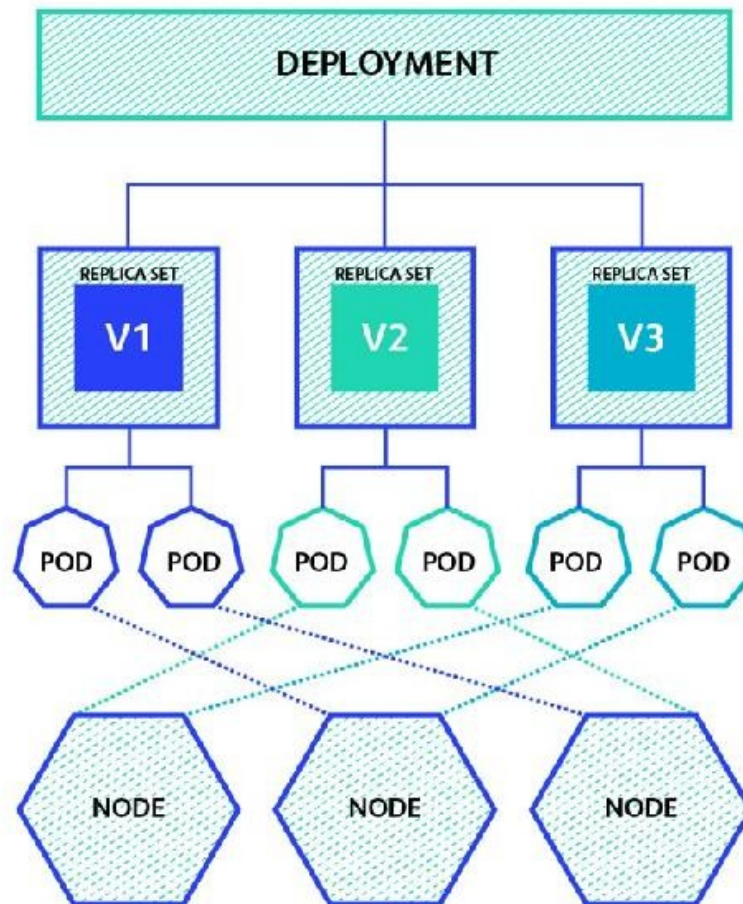 DEPLOYMENT
REPLICA SET REPLICA SET REPLICA SET
V1 V2 V3
POD POD POD POD POD POD
NODE NODE NODE